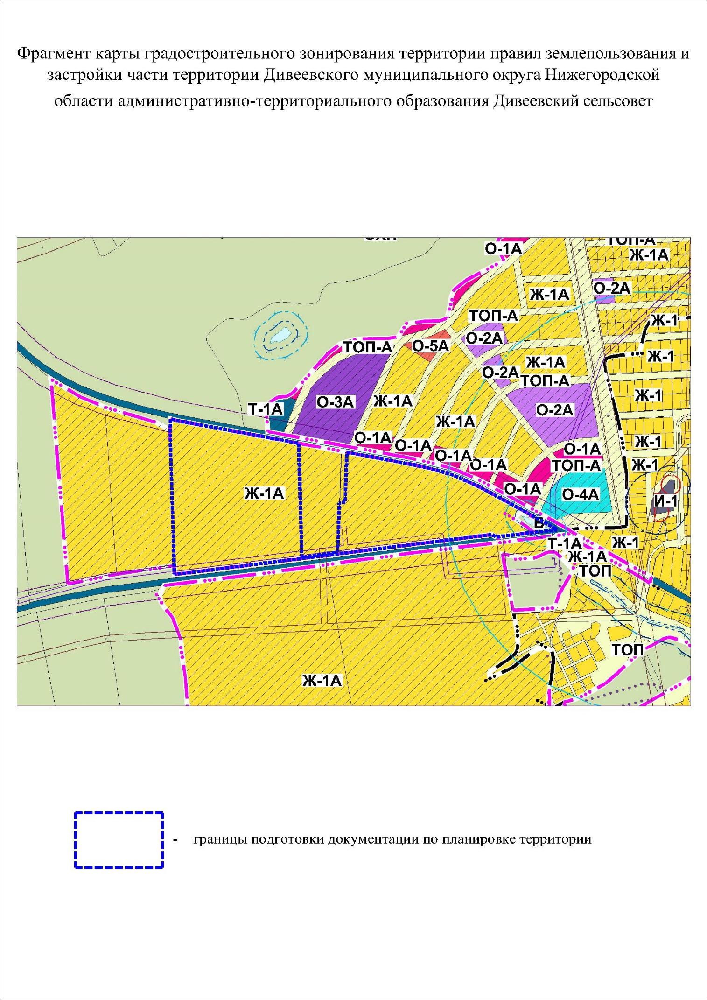 Фрагмент карты градостроительного зонирования территории правил землепользования и
застройки части территории Дивеевского муниципального округа Нижегородской
области административно-территориального образования Дивеевский сельсовет
ТОП-А
О-1А
Ж-1А
О-2А
Ж-1А
ТОП-А
Ж-1
О-2А
О-5А
ТОП-А
Ж-1
Ж-1А
О-2А
ТОП-А
Ж-1
О-3А
Ж-1А
Т-1А
О-2А
Ж-1А
О-1А
Ж-1
О-1А
О-1А
О-1А
О-1А
ТОП-А
Ж-1
О-1А
Ж-1А
О-4А
И-1
В
Т-1А
Ж-1
Ж-1А
ТОП
ТОП
Ж-1А
- границы подготовки документации по планировке территории